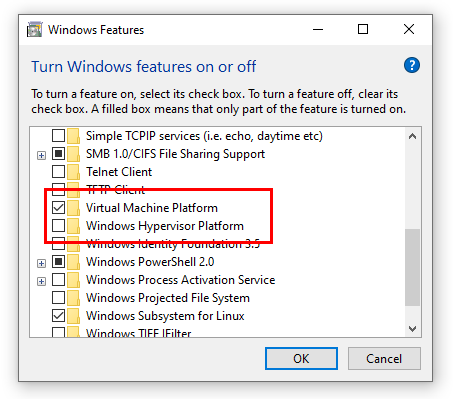 Windows Features
Turn Windows features on or off
To turn a feature on, select its check box. To turn a feature off, clear its
check box. A filled box means that only part of the feature is turned on.
Simple TCPIP services (i.e. echo, daytime etc)
SMB 1.0/CIFS File Sharing Support
Telnet Client
TFTP Client
Virtual Machine Platform
Windows Hypervisor Platform
Windows Identity Foundation 3.5
Windows PowerShell 2.0
Windows Process Activation Service
Windows Projected File System
Windows Subsystem for Linux
Windows TIFF IFilter
OK
Cancel